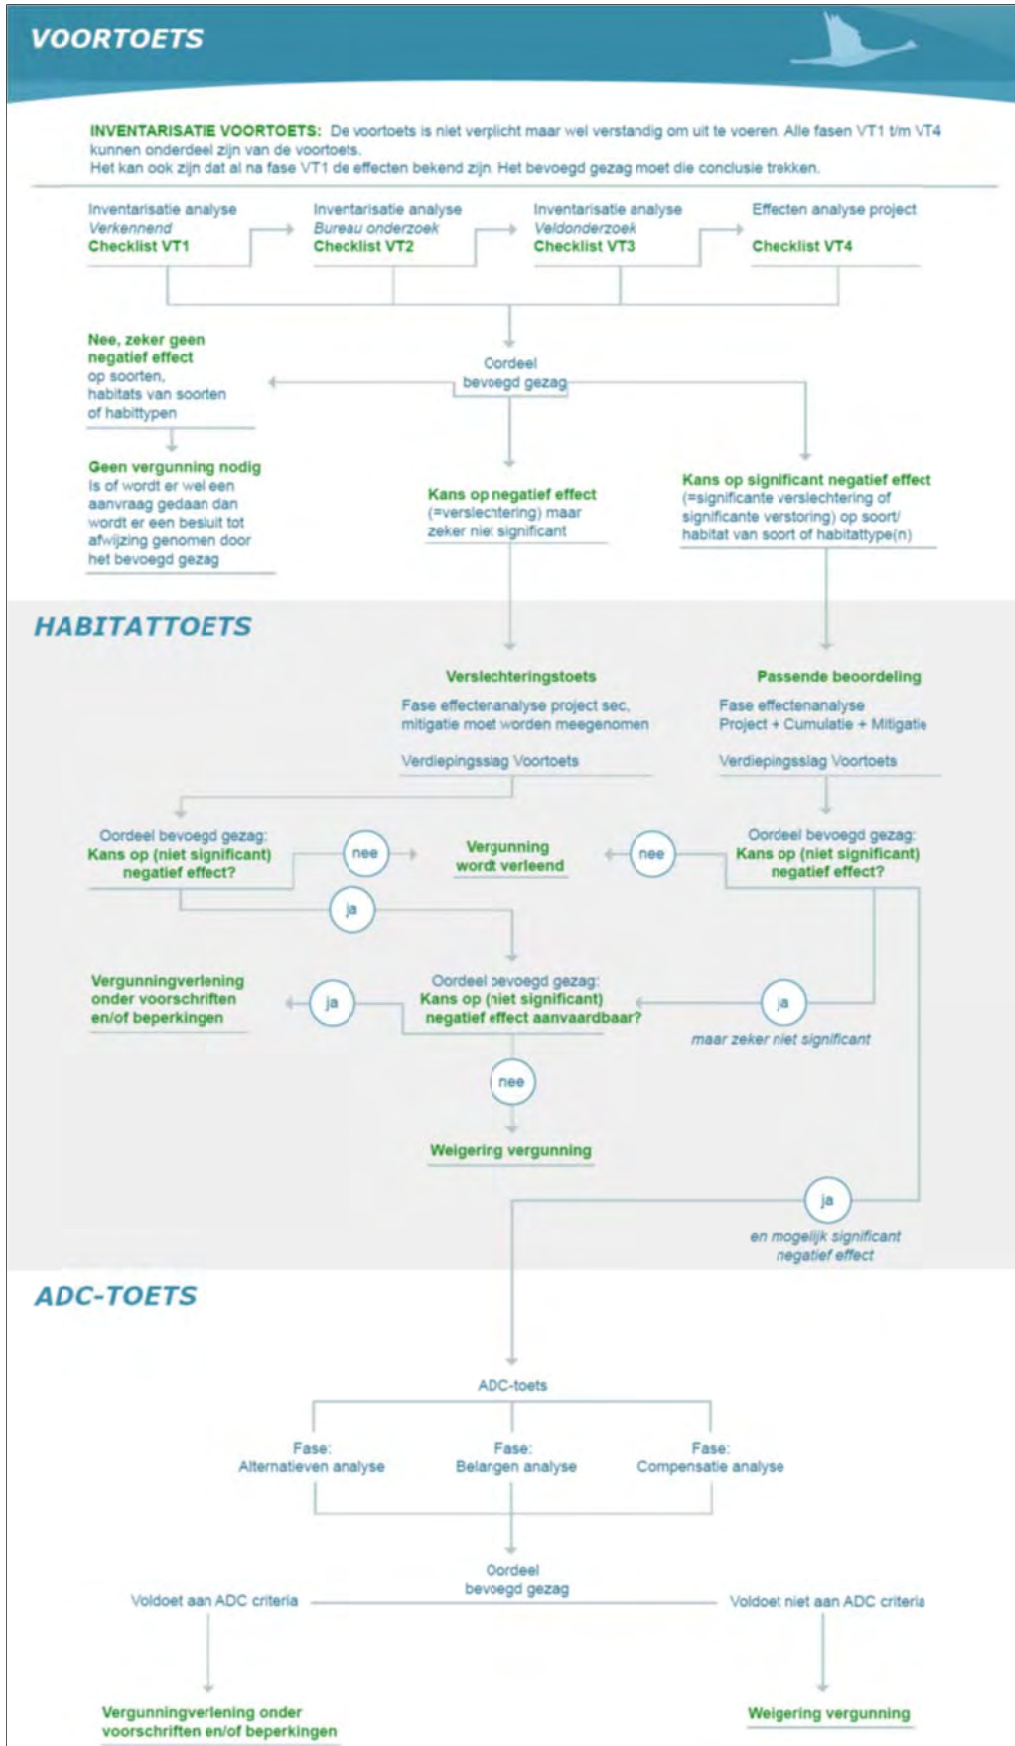 VOORTOETS
INVENTARISATIE VOORTOETS: De voortoets is niet verplicht maar wel verstandig om uit te voeren. Alle fasen VT1 t/m VT4
kunnen onderdeel zijn van de voortoets.
Het kan ook zijn dat al na fase VT1 de effecten bekend zijn. Het bevoegd gezag moet die conclusie trekken.
Inventarisatie analyse
Verkennend
Checklist VT1
Inventarisatie analyse
Bureau onderzoek
Checklist VT2
Inventarisatie analyse
Veldonderzoek
Checklist VT3
Effecten analyse project
Checklist VT4
Nee, zeker geen
negatief effect
op soorten,
habitats van soorten
of habittypen
Oordeel
bevoegd gezag
Geen vergunning nodig
Is of wordt er wel een
aanvraag gedaan dan
wordt er een besluit tot
afwijzing genomen door
het bevoegd gezag
Kans op negatief effect
(=verslechtering) maar
zeker niet significant
Kans op significant negatief effect
(=significante verslechtering of
significante verstoring) op soort/
habitat van soort of habitattype(n)
HABITATTOETS
Verslechteringstoets
Fase effecteranalyse project sec,
mitigatie moet worden meegenomen
Verdiepingsslag Voortoets
Passende beoordeling
Fase effectenanalyse
Project + Cumulatie + Mitigatie
Verdiepingsslag Voortoets
Oordeel bevoegd gezag:
Kans op (niet significant)
negatief effect?
nee
Vergunning
wordt verleend
nee
Oordeel bevoegd gezag:
Kans op (niet significant)
negatief effect?
ja
Vergunningverlening
onder voorschriften
en/of beperkingen
ja
Oordeel bevoegd gezag:
Kans op (niet significant)
negatief effect aanvaardbaar?
ja
maar zeker niet significant
nee
Weigering vergunning
ja
en mogelijk significant
negatief effect
ADC-TOETS
ADC-toets
Fase:
Alternatieven analyse
Fase:
Belargen analyse
Fase:
Compensatie analyse
Oordeel
bevoegd gezag
Voldoet aan ADC criteria
Voldoet niet aan ADC criteria
Vergunningverlening onder
voorschriften en/of beperkingen
Weigering vergunning